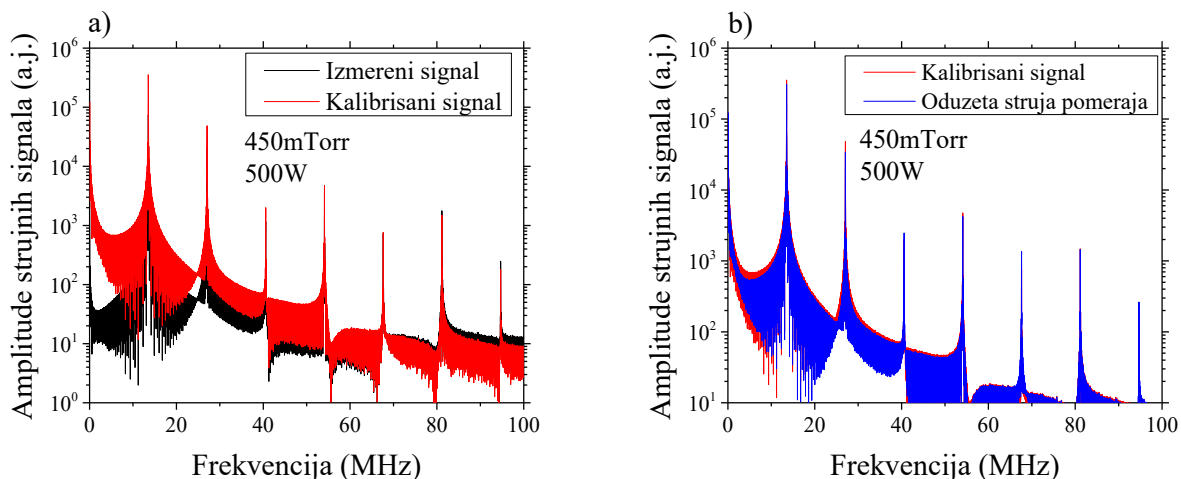 a)
Amplitude strujnih signala (a.j.)
10^6
10^5
10^4
10^3
10^2
10^1
10^0
Izmereni signal
Kalibrisani signal
450mTorr
500W
0 20 40 60 80 100
Frekvencija (MHz)
b)
Amplitude strujnih signala (a.j.)
10^6
10^5
10^4
10^3
10^2
10^1
Kalibrisani signal
Oduzeta struja pomeraja
450mTorr
500W
0 20 40 60 80 100
Frekvencija (MHz)